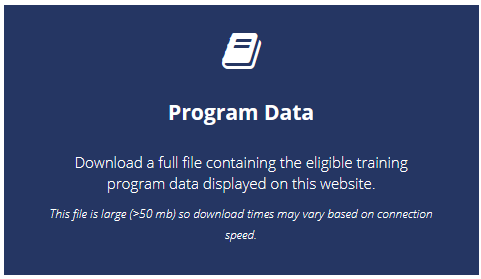 Program Data
Download a full file containing the eligible training
program data displayed on this website.
This file is large (>50 mb) so download times may vary based on connection
speed.